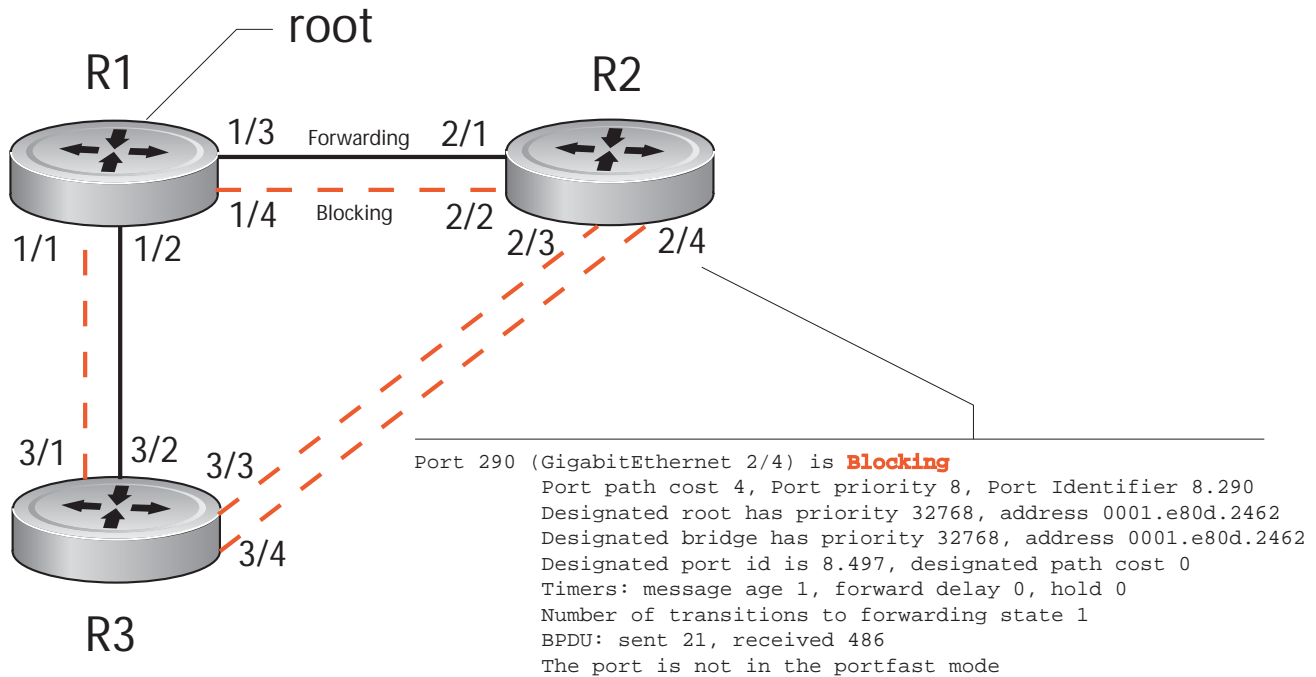 root
R1
R2
1/3 Forwarding 2/1
1/4 Blocking 2/2
1/1 1/2
2/3 2/4
3/1 3/2
3/3
3/4
R3
Port 290 (GigabitEthernet 2/4) is Blocking
Port path cost 4, Port priority 8, Port Identifier 8.290
Designated root has priority 32768, address 0001.e80d.2462
Designated bridge has priority 32768, address 0001.e80d.2462
Designated port id is 8.497, designated path cost 0
Timers: message age 1, forward delay 0, hold 0
Number of transitions to forwarding state 1
BPDU: sent 21, received 486
The port is not in the portfast mode